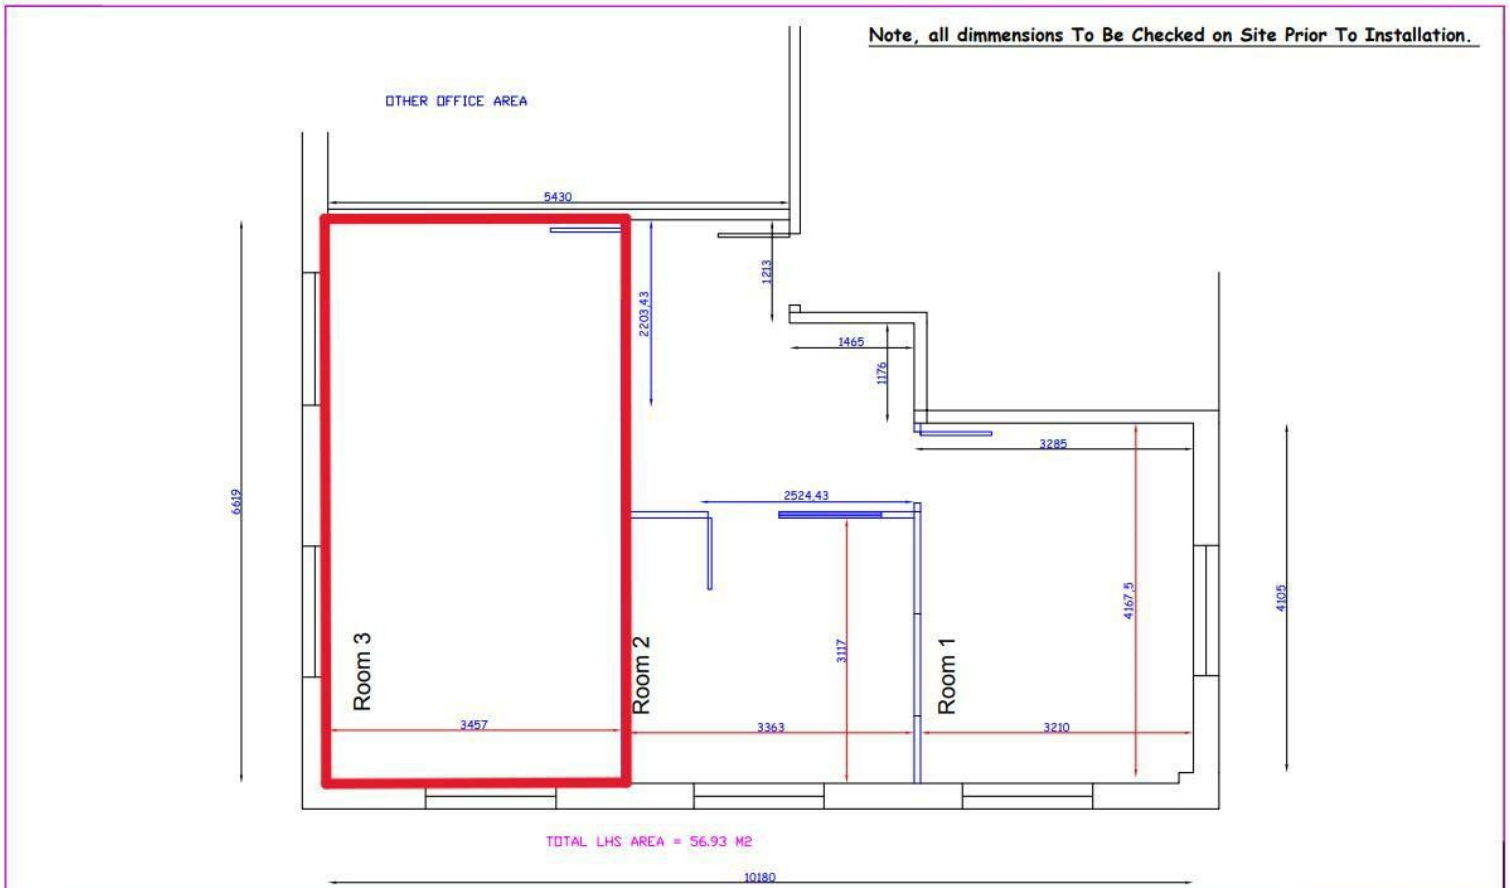 Note, all dimmensions To Be Checked on Site Prior To Installation.
OTHER OFFICE AREA
5430
1213
2203,43
1465
1176
3285
2524,43
6619
4167,5
4105
3117
Room 3
Room 2
Room 1
3457
3363
3210
TOTAL LHS AREA = 56.93 M2
10180